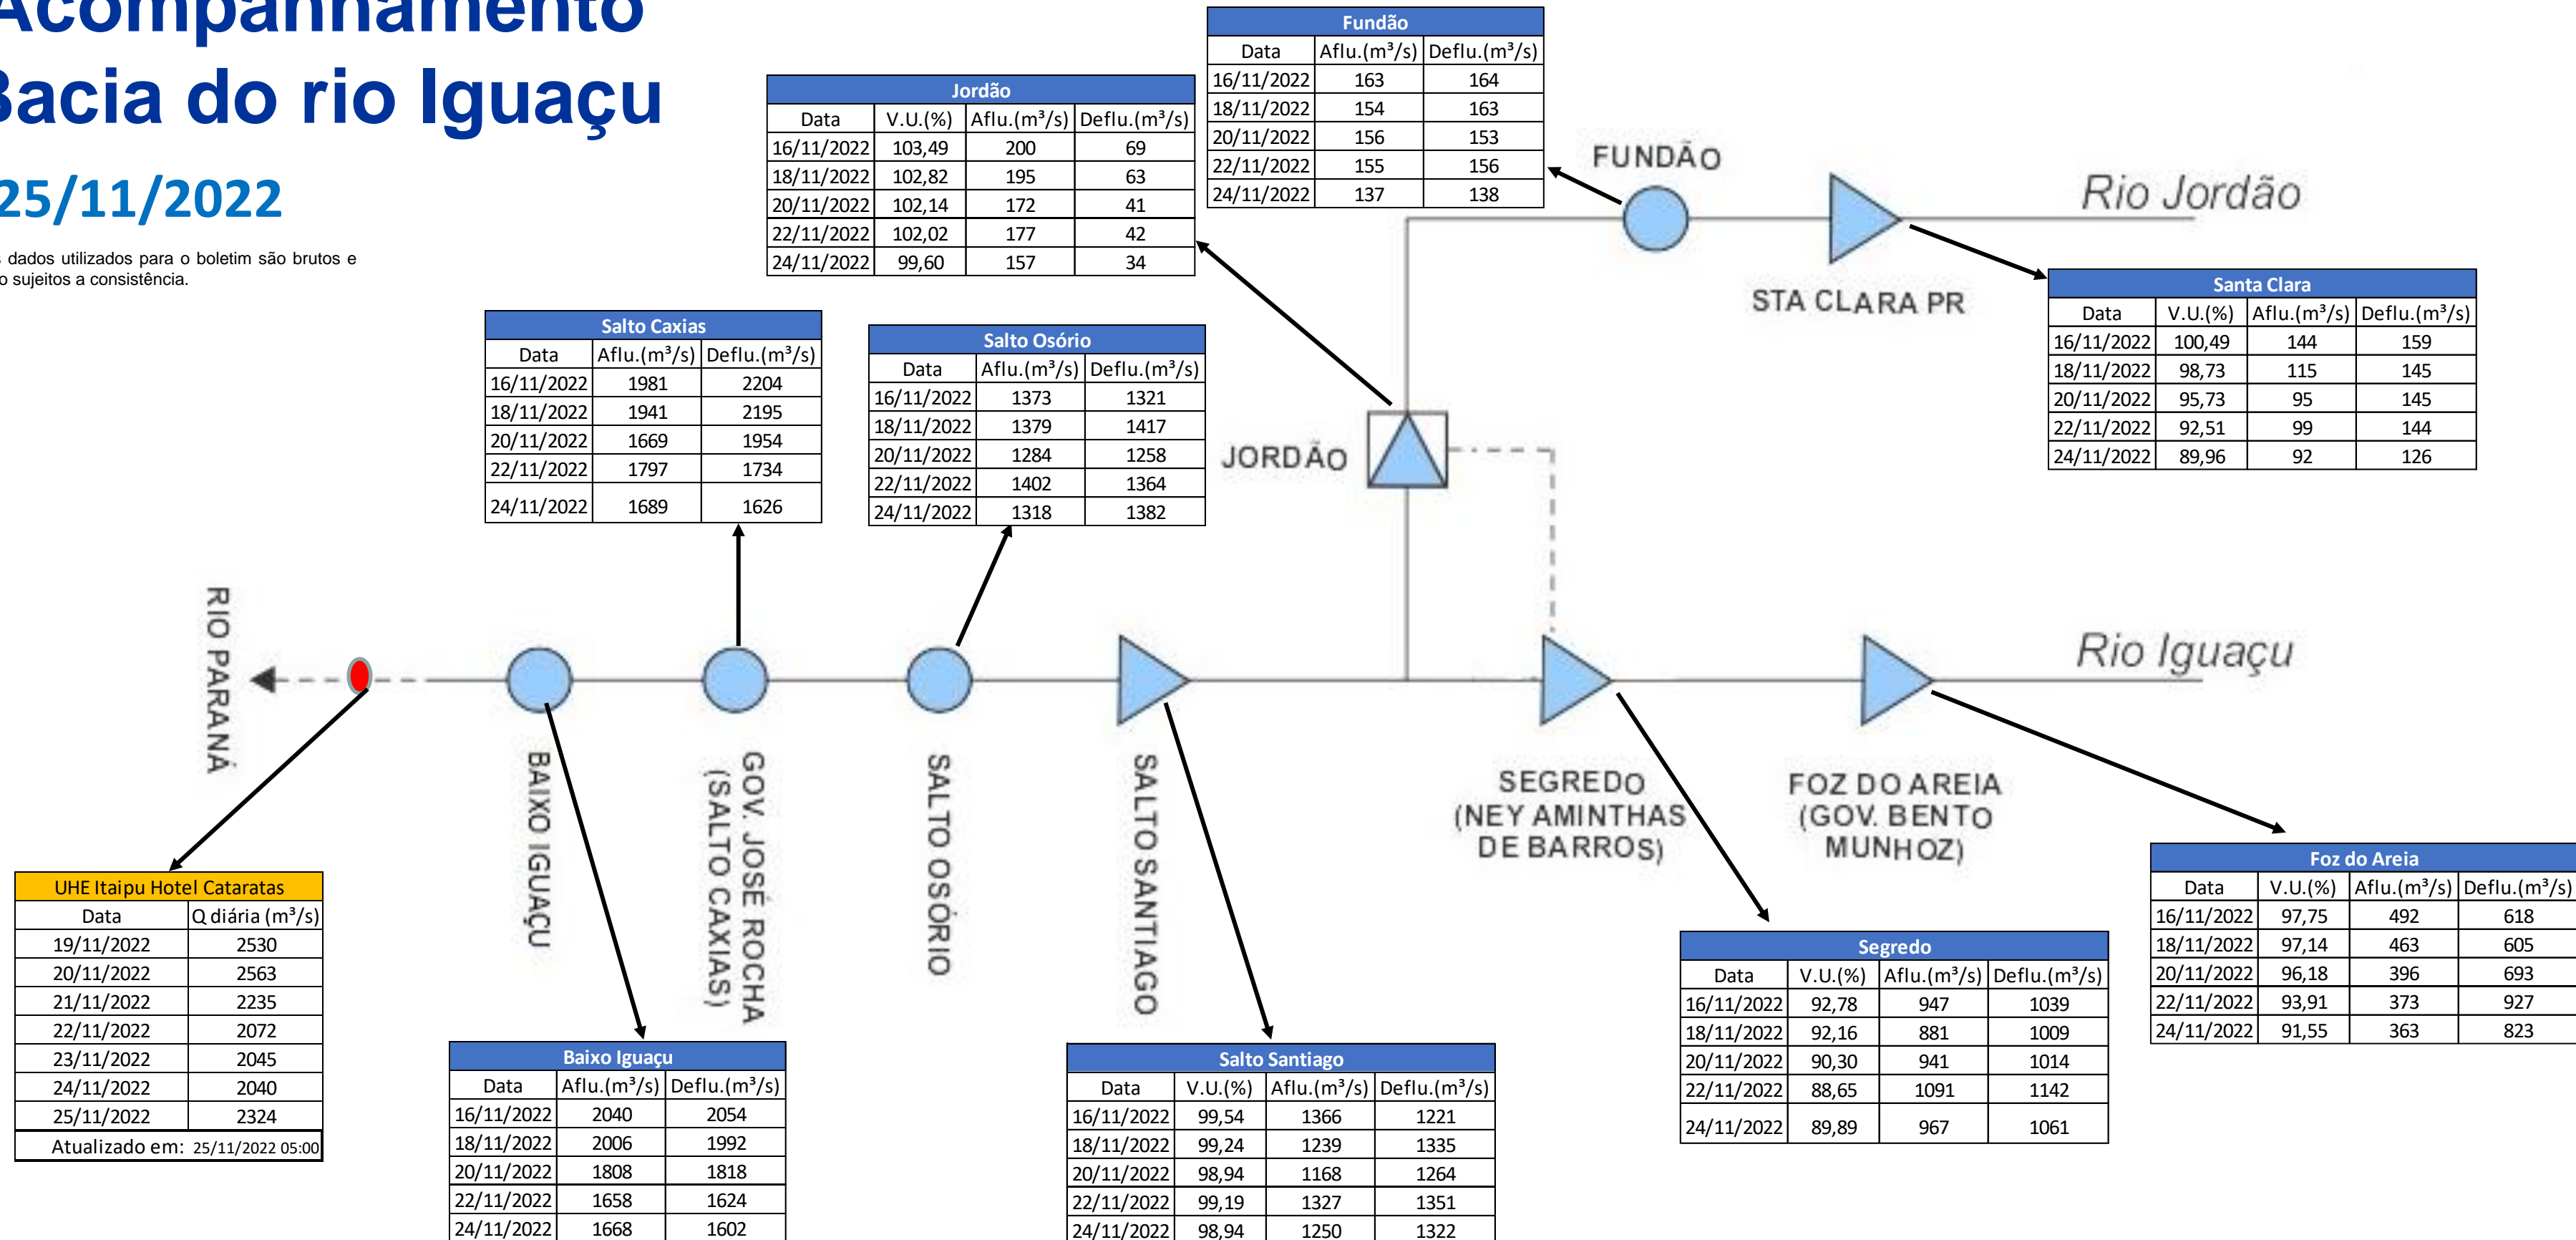 Acompanhamento
Bacia do rio Iguaçu
25/11/2022
s dados utilizados para o boletim são brutos e
o sujeitos a consistência.
Fundão
Data Aflu.(m³/s) Deflu.(m³/s)
16/11/2022 163 164
18/11/2022 154 163
20/11/2022 156 153
22/11/2022 155 156
24/11/2022 137 138
Jordão
Data V.U.(%) Aflu.(m³/s) Deflu.(m³/s)
16/11/2022 103,49 200 69
18/11/2022 102,82 195 63
20/11/2022 102,14 172 41
22/11/2022 102,02 177 42
24/11/2022 99,60 157 34
FUNDÃO
STA CLARA PR
Rio Jordão
Santa Clara
Data V.U.(%) Aflu.(m³/s) Deflu.(m³/s)
16/11/2022 100,49 144 159
18/11/2022 98,73 115 145
20/11/2022 95,73 95 145
22/11/2022 92,51 99 144
24/11/2022 89,96 92 126
Salto Caxias
Data Aflu.(m³/s) Deflu.(m³/s)
16/11/2022 1981 2204
18/11/2022 1941 2195
20/11/2022 1669 1954
22/11/2022 1797 1734
24/11/2022 1689 1626
Salto Osório
Data Aflu.(m³/s) Deflu.(m³/s)
16/11/2022 1373 1321
18/11/2022 1379 1417
20/11/2022 1284 1258
22/11/2022 1402 1364
24/11/2022 1318 1382
JORDÃO
RIO PARANÁ
Rio Iguaçu
BAIXO IGUAÇU
GOV. JOSÉ ROCHA
(SALTO CAXIAS)
SALTO OSÓRIO
SALTO SANTIAGO
SEGREDO
(NEY AMINTHAS
DE BARROS)
FOZ DO AREIA
(GOV. BENTO
MUNHOZ)
UHE Itaipu Hotel Cataratas
Data Q diária (m³/s)
19/11/2022 2530
20/11/2022 2563
21/11/2022 2235
22/11/2022 2072
23/11/2022 2045
24/11/2022 2040
25/11/2022 2324
Atualizado em: 25/11/2022 05:00
Baixo Iguaçu
Data Aflu.(m³/s) Deflu.(m³/s)
16/11/2022 2040 2054
18/11/2022 2006 1992
20/11/2022 1808 1818
22/11/2022 1658 1624
24/11/2022 1668 1602
Salto Santiago
Data V.U.(%) Aflu.(m³/s) Deflu.(m³/s)
16/11/2022 99,54 1366 1221
18/11/2022 99,24 1239 1335
20/11/2022 98,94 1168 1264
22/11/2022 99,19 1327 1351
24/11/2022 98,94 1250 1322
Segredo
Data V.U.(%) Aflu.(m³/s) Deflu.(m³/s)
16/11/2022 92,78 947 1039
18/11/2022 92,16 881 1009
20/11/2022 90,30 941 1014
22/11/2022 88,65 1091 1142
24/11/2022 89,89 967 1061
Foz do Areia
Data V.U.(%) Aflu.(m³/s) Deflu.(m³/s)
16/11/2022 97,75 492 618
18/11/2022 97,14 463 605
20/11/2022 96,18 396 693
22/11/2022 93,91 373 927
24/11/2022 91,55 363 823